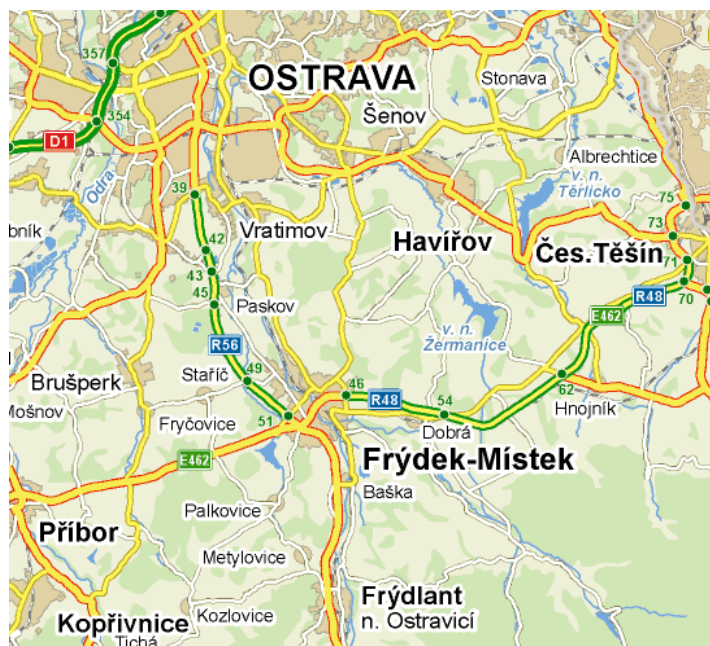 357
OSTRAVA
Stonava
354
Šenov
D1
Albrechtice
Odra
v. n.
Těrlicko
39
75
bník
Vratimov
Havířov
73
42
Čes.Těšín
43
71
45
Paskov
R48
70
E462
v. n.
Žermanice
R56
Brušperk
Staříč
49
46
R48
62
Mošnov
Fryčovice
51
54
Hnojník
Dobrá
E462
Frýdek-Místek
Baška
Příbor
Palkovice
Metylovice
Frýdlant
n. Ostravicí
Kopřivnice
Kozlovice
Tichá